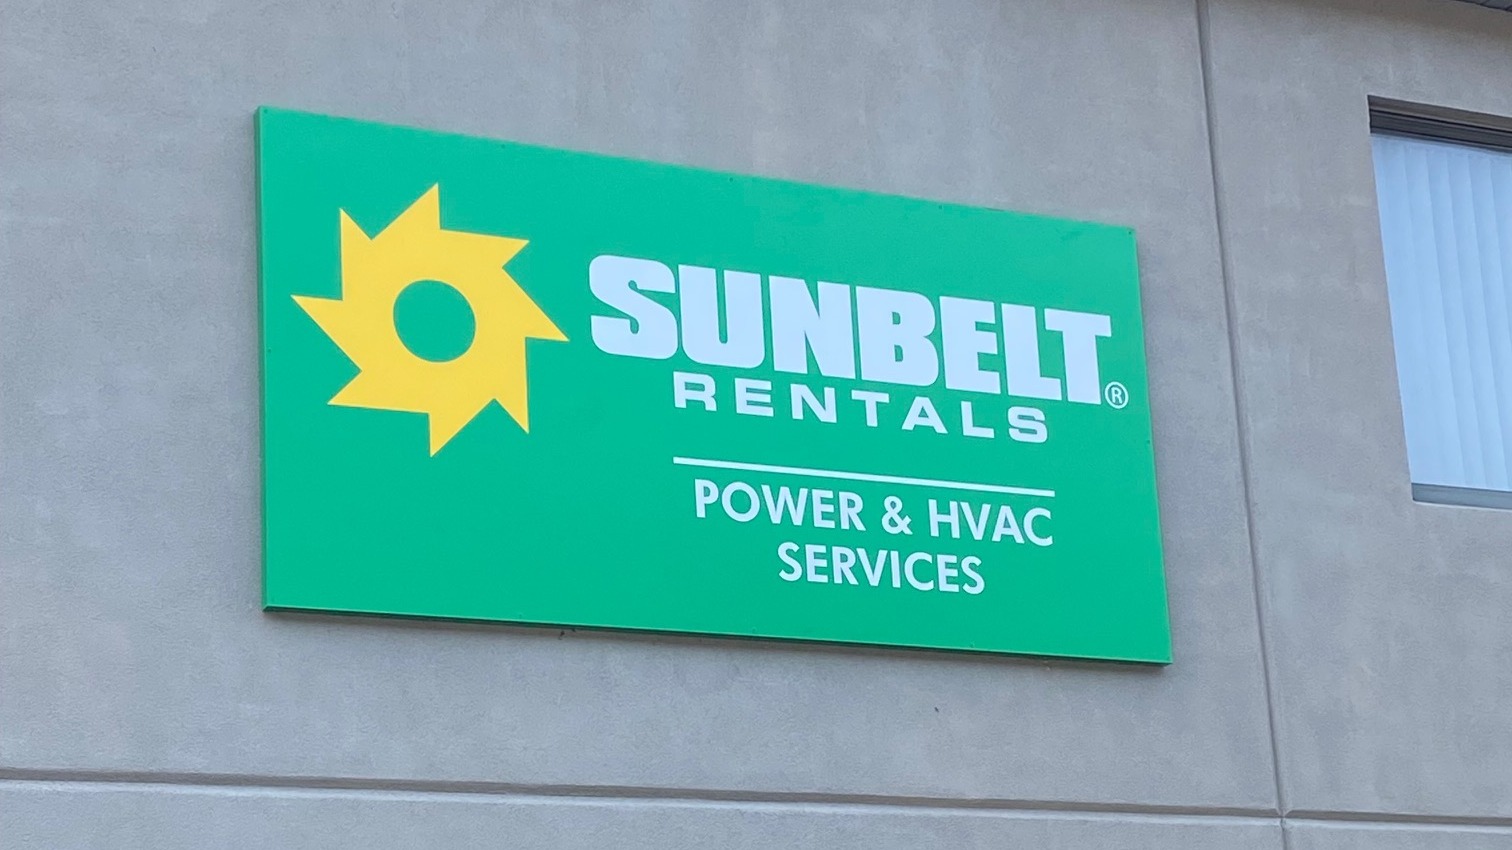 SUNBELT®
RENTALS
POWER & HVAC
SERVICES